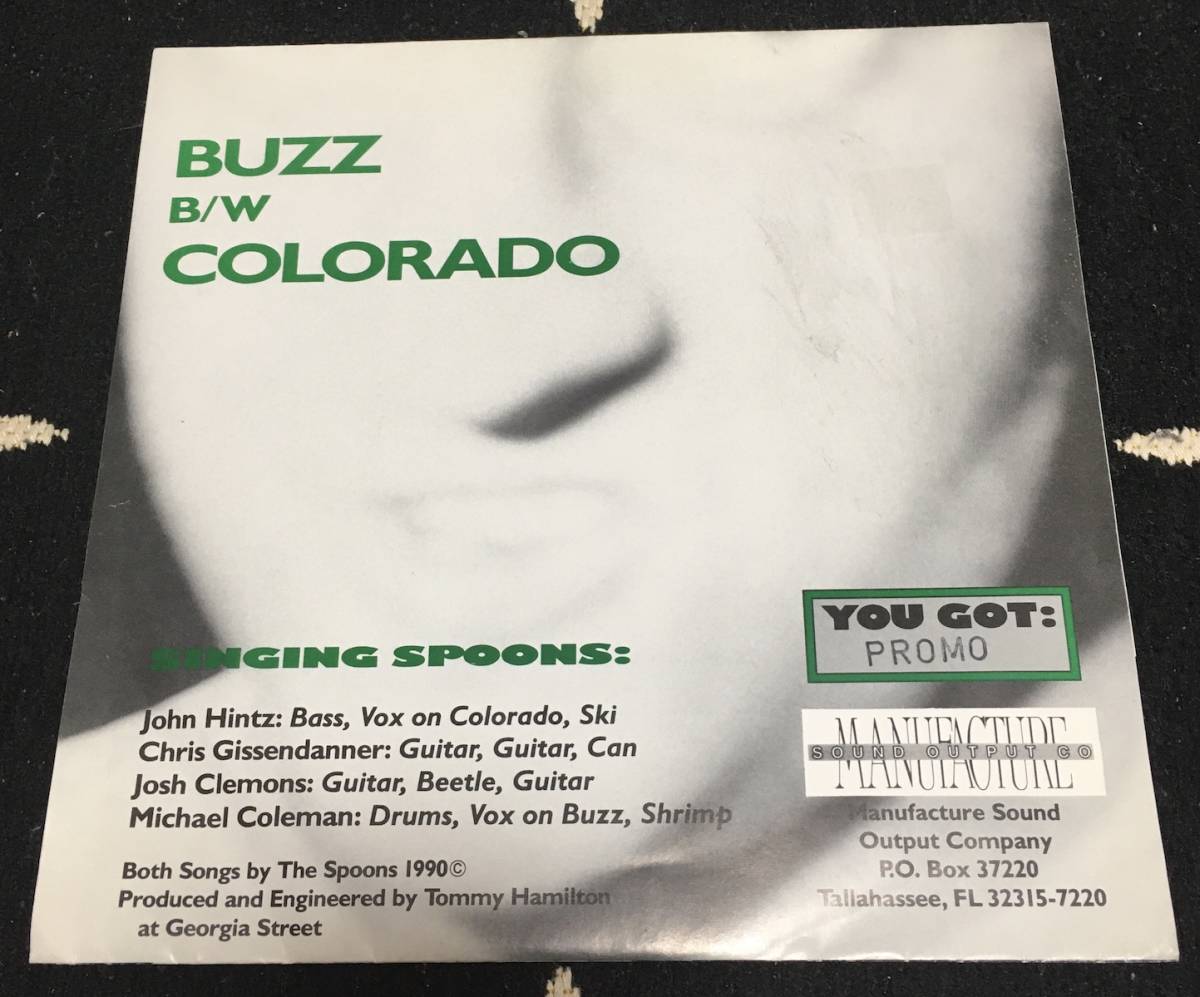 BUZZ
B/W
COLORADO
SINGING SPOONS:
John Hintz: Bass, Vox on Colorado, Ski
Chris Gissendanner: Guitar, Guitar, Can
Josh Clemons: Guitar, Beetle, Guitar
Michael Coleman: Drums, Vox on Buzz, Shrimp
Both Songs by The Spoons 1990©
Produced and Engineered by Tommy Hamilton
at Georgia Street
YOU GOT:
PROMO
MANUFACTURE
SOUND OUTPUT CO
MANUFACTURE
Manufacture Sound
Output Company
P.O. Box 37220
Tallahassee, FL 32315-7220